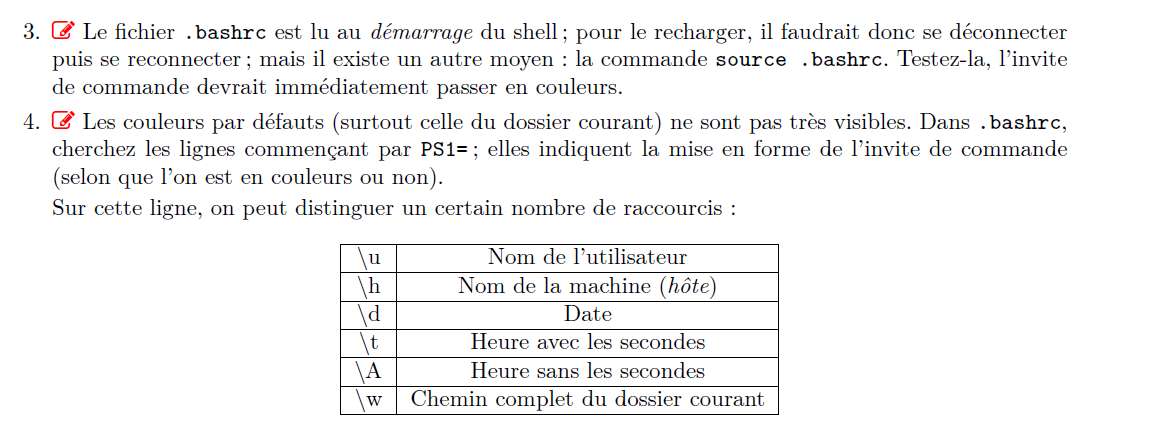 3. Le fichier .bashrc est lu au démarrage du shell ; pour le recharger, il faudrait donc se déconnecter
puis se reconnecter ; mais il existe un autre moyen : la commande source .bashrc. Testez-la, l'invite
de commande devrait immédiatement passer en couleurs.
4. Les couleurs par défauts (surtout celle du dossier courant) ne sont pas très visibles. Dans .bashrc,
cherchez les lignes commençant par PS1= ; elles indiquent la mise en forme de l'invite de commande
(selon que l'on est en couleurs ou non).
Sur cette ligne, on peut distinguer un certain nombre de raccourcis :
\u Nom de l'utilisateur
\h Nom de la machine (hôte)
\d Date
\t Heure avec les secondes
\A Heure sans les secondes
\w Chemin complet du dossier courant